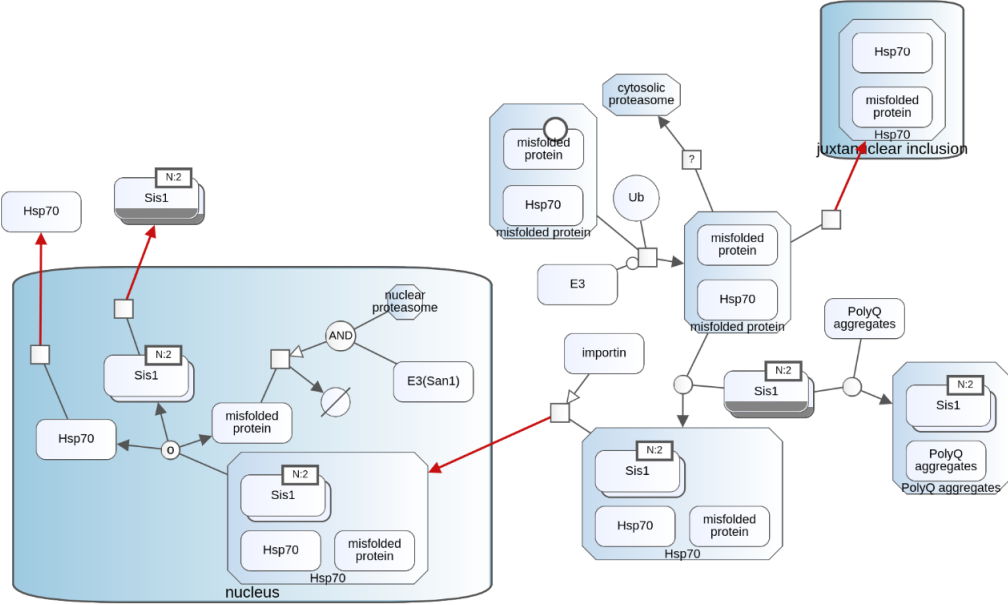 Hsp70
misfolded
protein
Hsp70
juxtanuclear inclusion
cytosolic
proteasome
misfolded
protein
Hsp70
misfolded protein
?
Ub
E3
misfolded
protein
Hsp70
misfolded protein
N:2
Sis1
Hsp70
nuclear
proteasome
AND
E3(San1)
N:2
Sis1
misfolded
protein
Hsp70
o
N:2
Sis1
Hsp70
misfolded
protein
Hsp70
nucleus
importin
N:2
Sis1
Hsp70
misfolded
protein
Hsp70
N:2
Sis1
PolyQ
aggregates
N:2
Sis1
PolyQ
aggregates
PolyQ aggregates